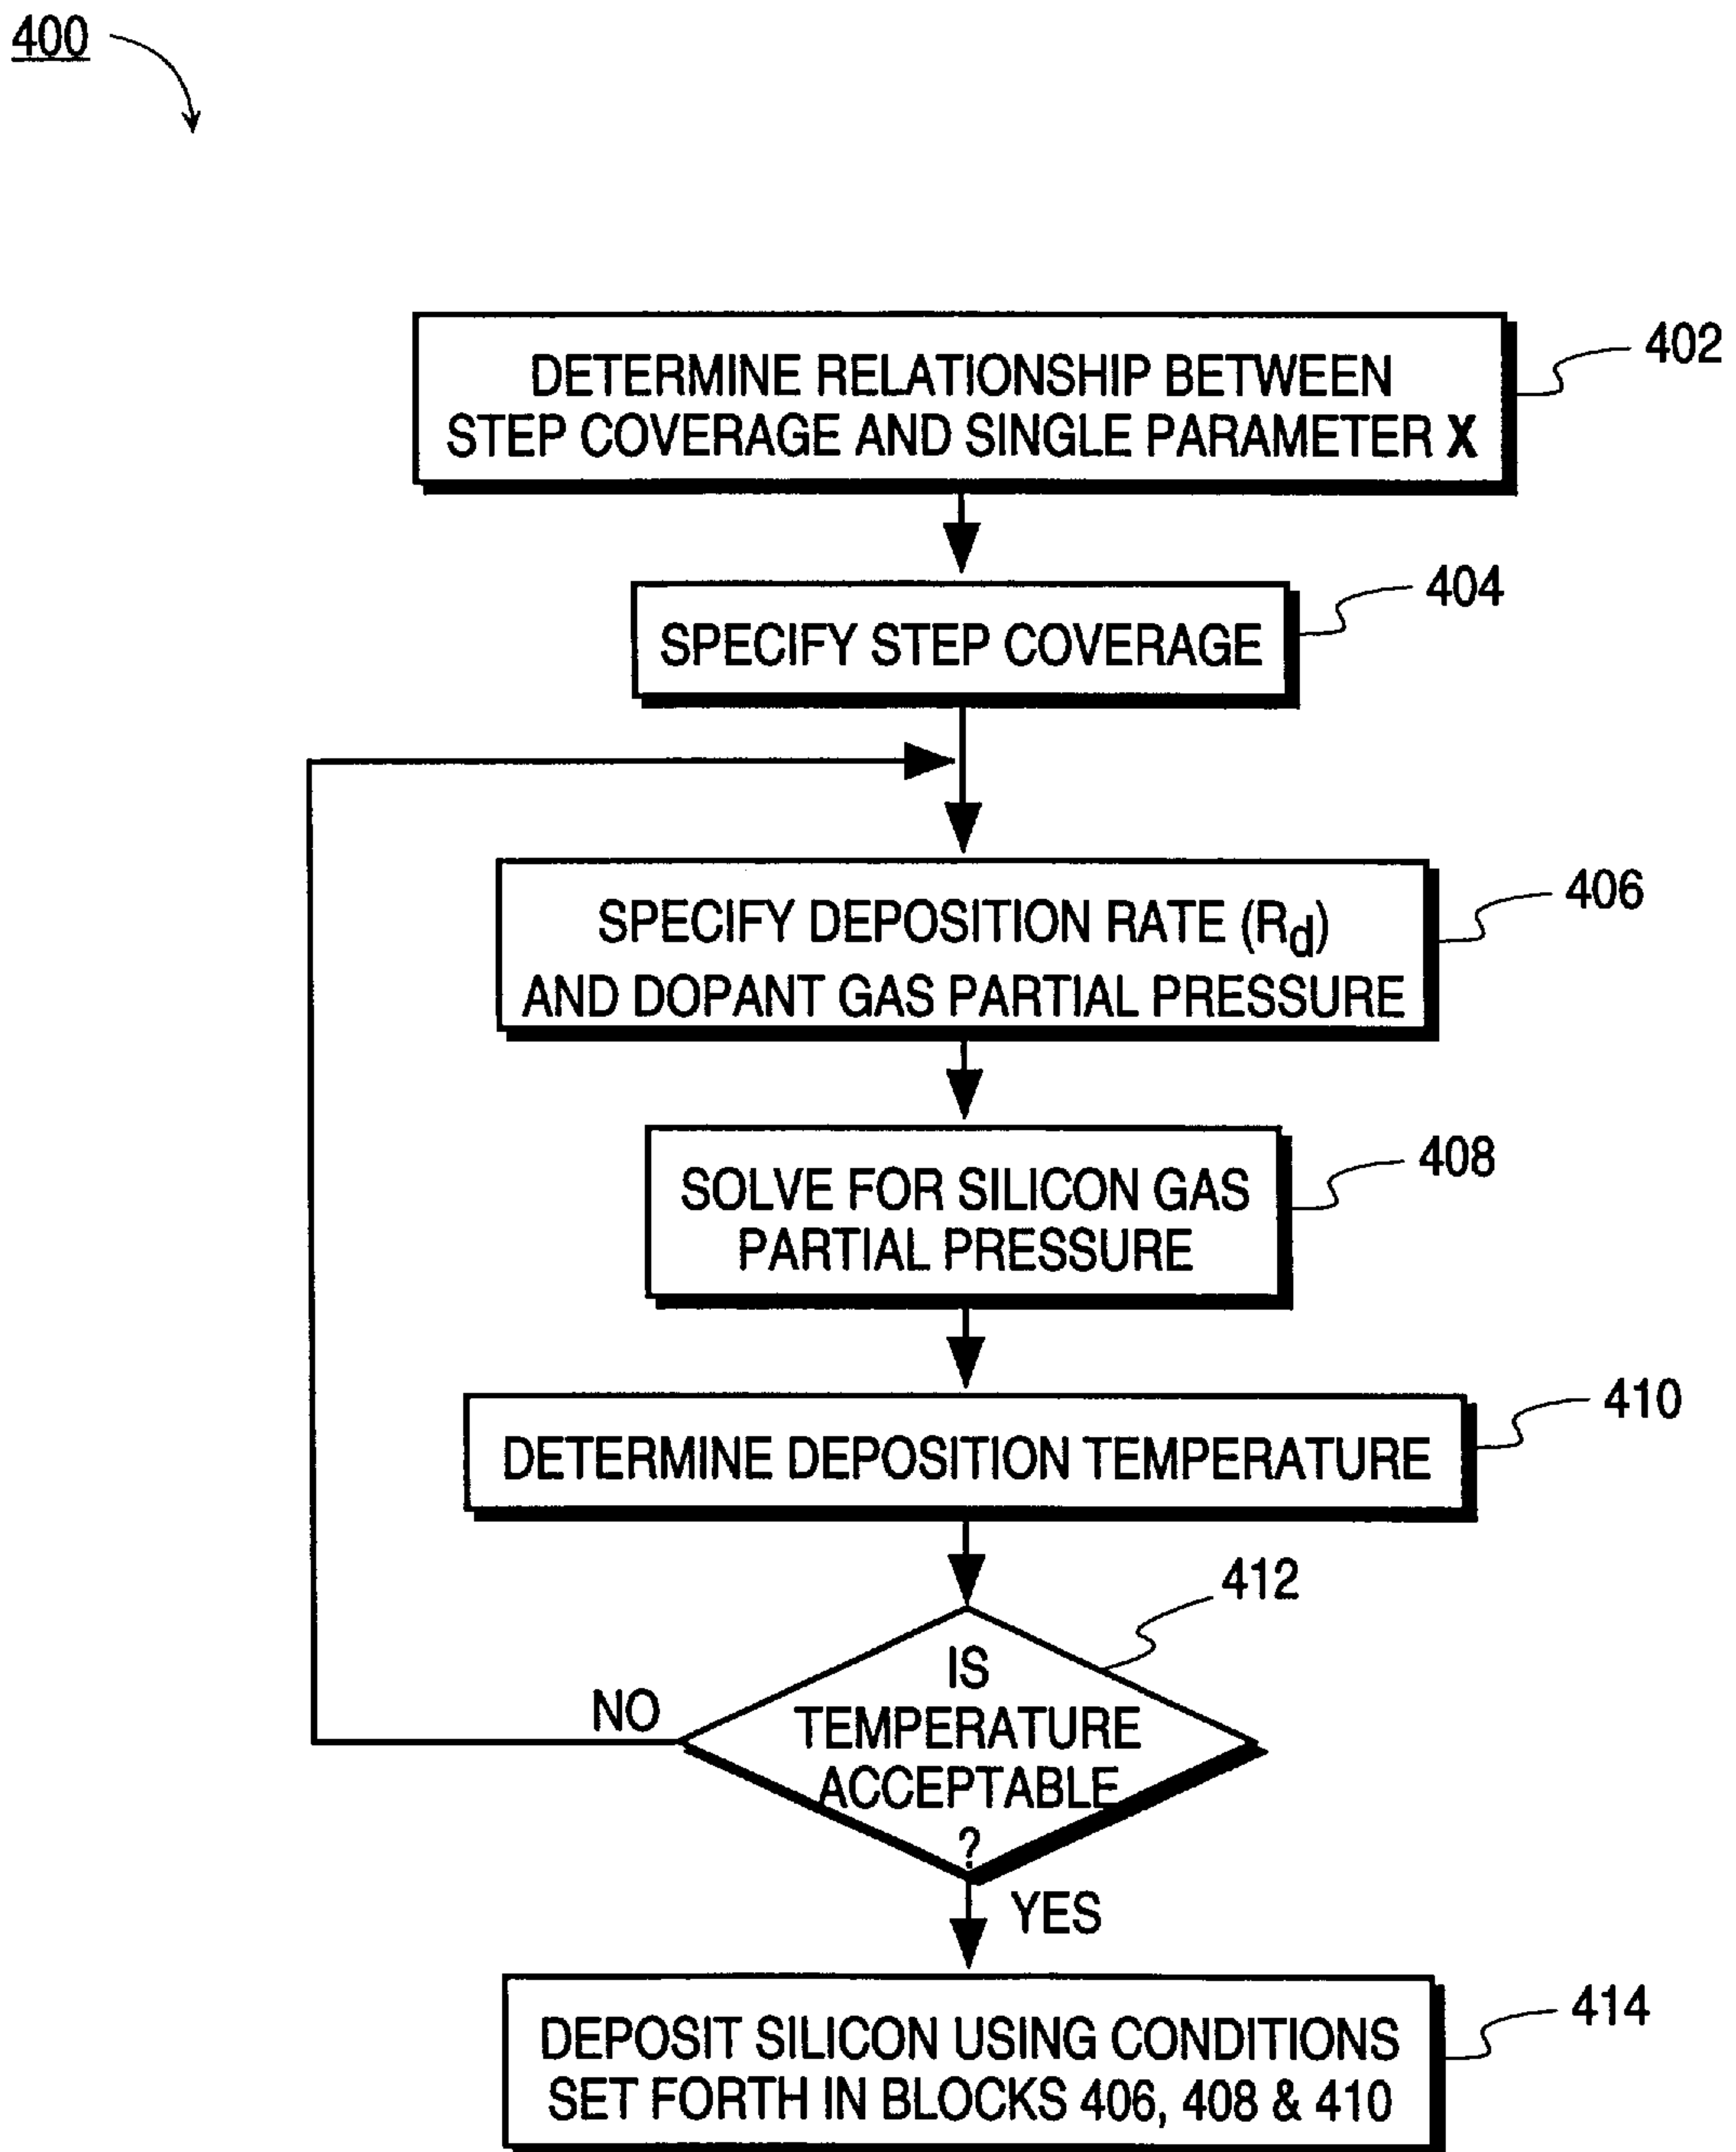 400
DETERMINE RELATIONSHIP BETWEEN
STEP COVERAGE AND SINGLE PARAMETER X
402
SPECIFY STEP COVERAGE
404
SPECIFY DEPOSITION RATE (Rd)
AND DOPANT GAS PARTIAL PRESSURE
406
SOLVE FOR SILICON GAS
PARTIAL PRESSURE
408
DETERMINE DEPOSITION TEMPERATURE
410
IS
TEMPERATURE
ACCEPTABLE
?
412
NO
YES
DEPOSIT SILICON USING CONDITIONS
SET FORTH IN BLOCKS 406, 408 & 410
414